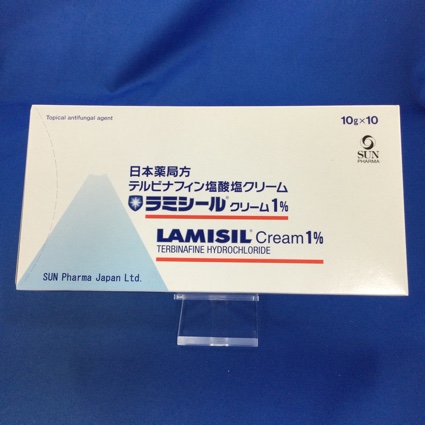 Topical antifungal agent
10g×10
SUN
PHARMA
日本薬局方
テルビナフィン塩酸塩クリーム
ラミシール® クリーム1%
LAMISIL® Cream 1%
TERBINAFINE HYDROCHLORIDE
SUN Pharma Japan Ltd.